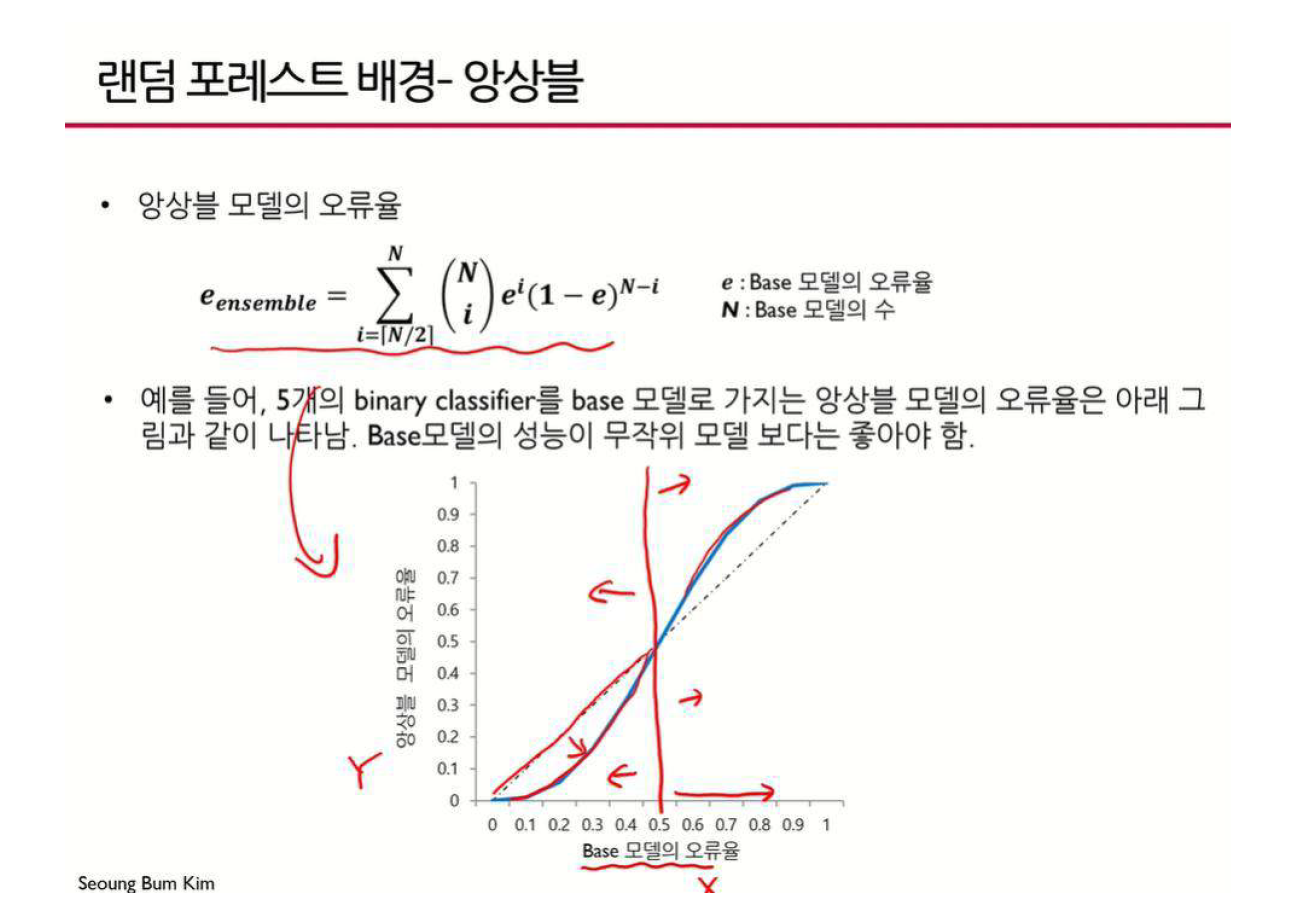 랜덤 포레스트 배경- 앙상블
• 앙상블 모델의 오류율
e_ensemble = ∑_{i=⌈N/2⌉}^{N} (N i) e^i (1 − e)^{N−i}
e : Base 모델의 오류율
N : Base 모델의 수
• 예를 들어, 5개의 binary classifier를 base 모델로 가지는 앙상블 모델의 오류율은 아래 그
림과 같이 나타남. Base모델의 성능이 무작위 모델 보다는 좋아야 함.
1
0.9
0.8
0.7
0.6
0.5
0.4
0.3
0.2
0.1
0
앙상블 모델의 오류율
Y
0 0.1 0.2 0.3 0.4 0.5 0.6 0.7 0.8 0.9 1
Base 모델의 오류율
X
Seoung Bum Kim